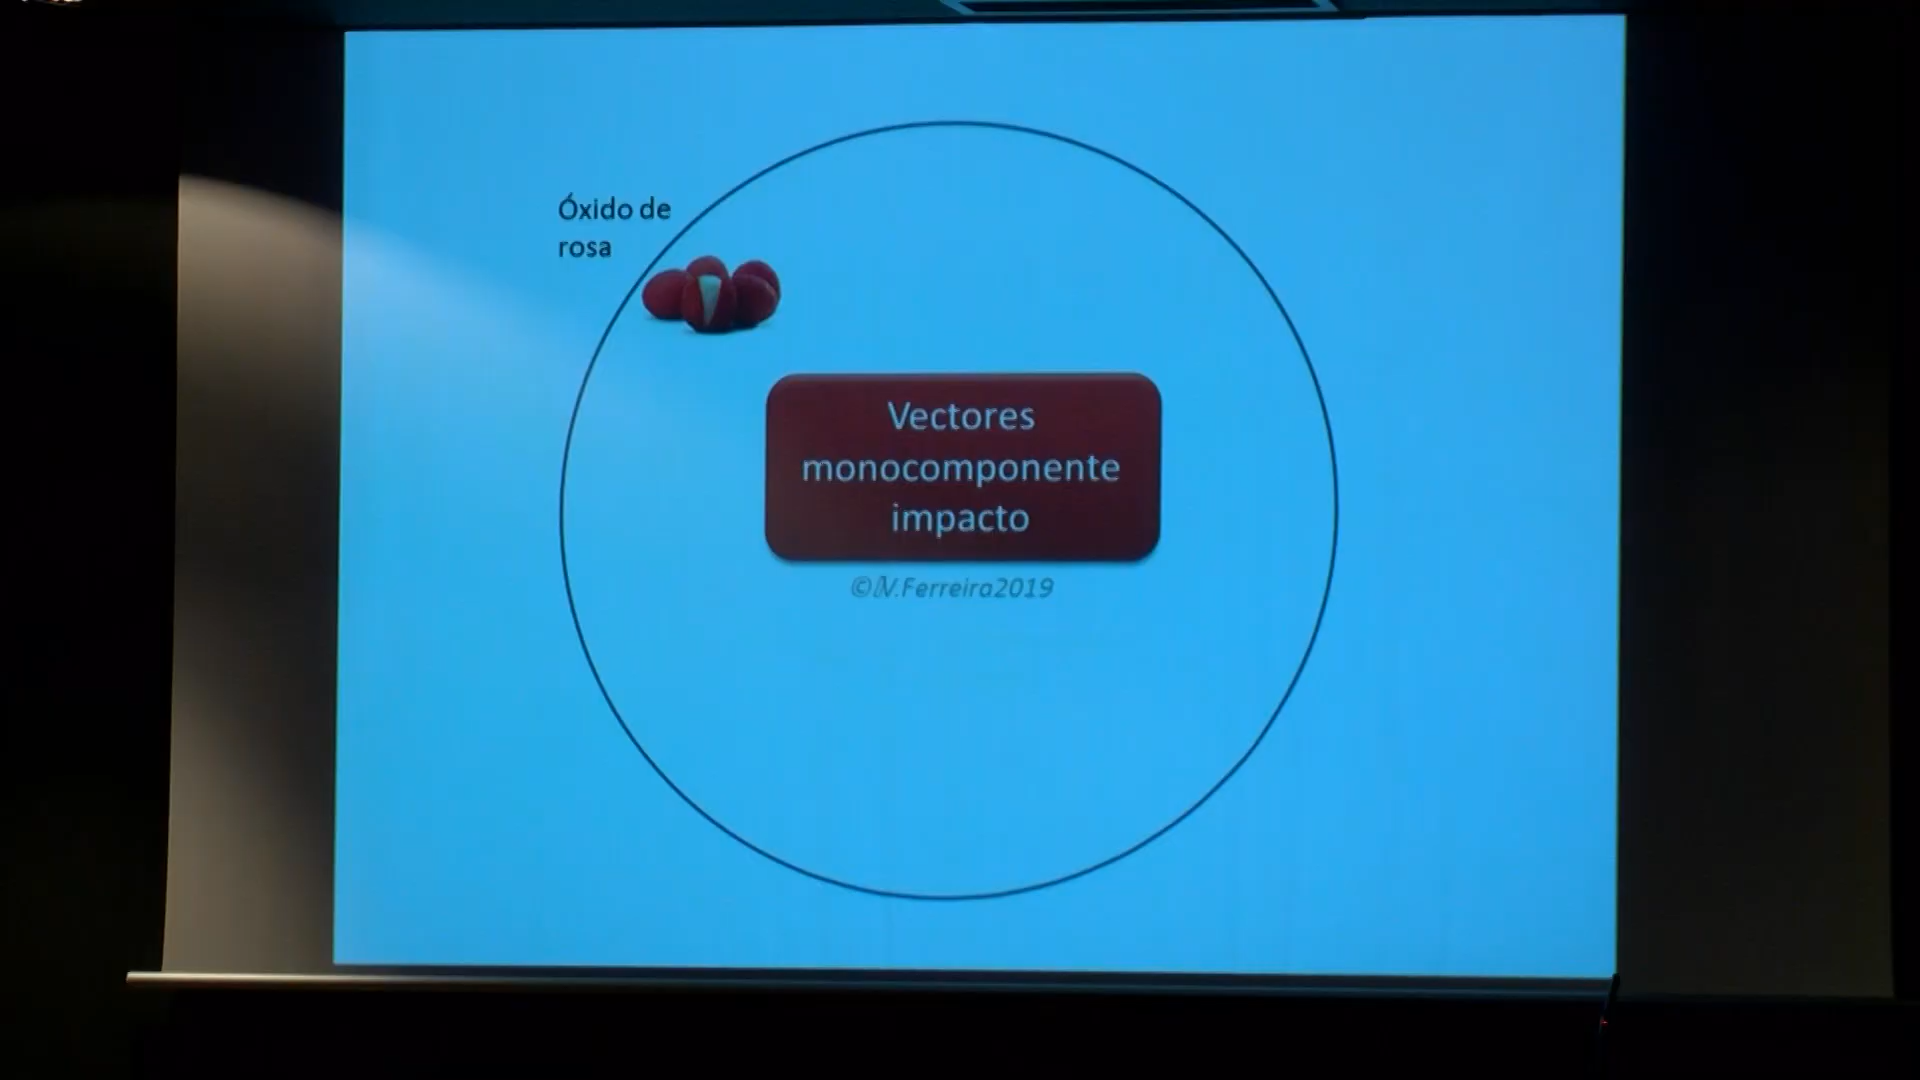 Óxido de
rosa
Vectores
monocomponente
impacto
©V.Ferreira2019